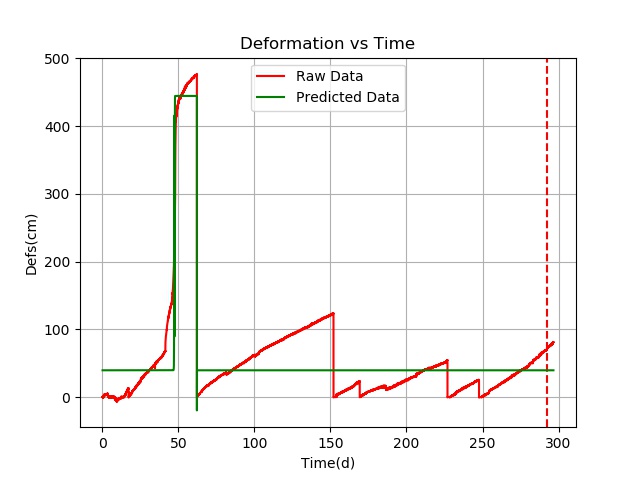 Deformation vs Time
Raw Data
Predicted Data
Defs(cm)
500
400
300
200
100
0
0 50 100 150 200 250 300
Time(d)